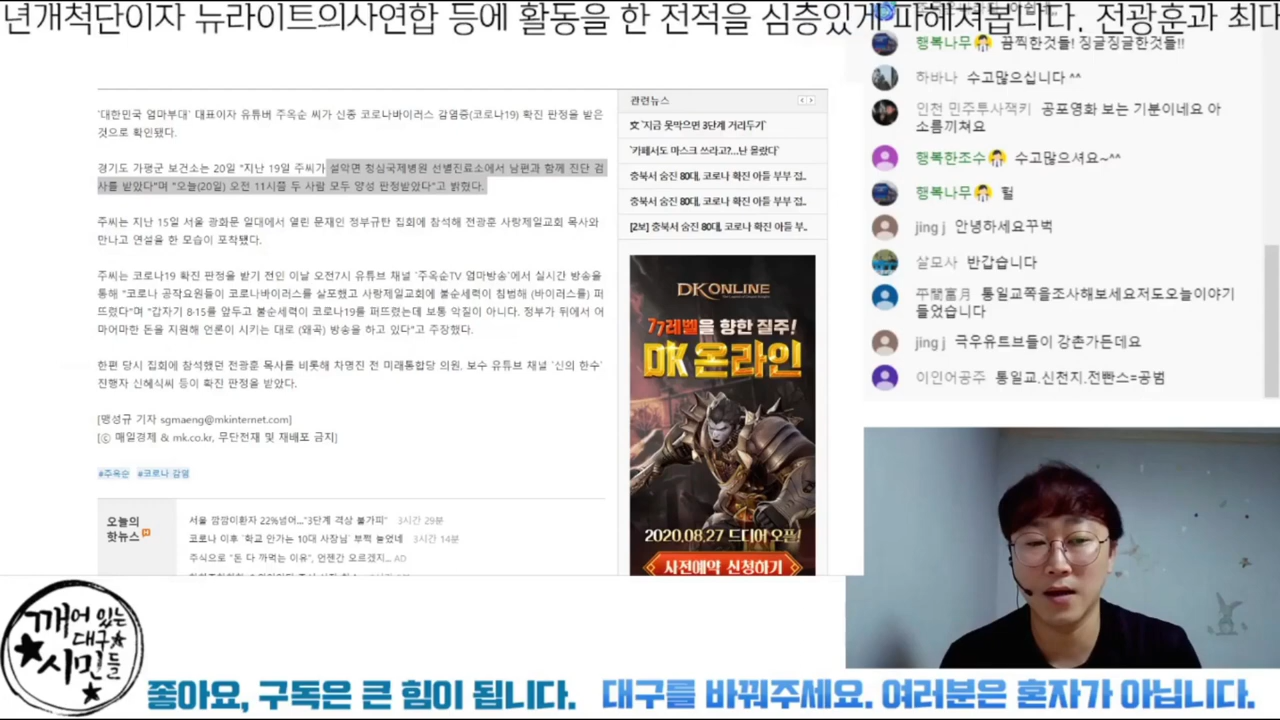 년개척단이자 뉴라이트의사연합 등에 활동을 한 전적을 심층있게 파헤쳐봅니다. 전광훈과 최대
'대한민국 엄마부대' 대표이자 유튜버 주옥순 씨가 신종 코로나바이러스 감염증(코로나19) 확진 판정을 받은
것으로 확인됐다.
경기도 가평군 보건소는 20일 "지난 19일 주씨가 설악면 청심국제병원 선별진료소에서 남편과 함께 진단 검
사를 받았다"며 "오늘(20일) 오전 11시쯤 두 사람 모두 양성 판정받았다"고 밝혔다.
주씨는 지난 15일 서울 광화문 일대에서 열린 문재인 정부규탄 집회에 참석해 전광훈 사랑제일교회 목사와
만나고 연설을 한 모습이 포착됐다.
주씨는 코로나19 확진 판정을 받기 전인 이날 오전7시 유튜브 채널 '주옥순TV 엄마방송'에서 실시간 방송을
통해 "코로나 공작요원들이 코로나바이러스를 살포했고 사랑제일교회에 불순세력이 침범해 (바이러스를) 퍼
뜨렸다"며 "갑자기 8·15를 앞두고 불순세력이 코로나19를 퍼뜨렸는데 보통 악질이 아니다. 정부가 뒤에서 어
마어마한 돈을 지원해 언론이 시키는 대로 (왜곡) 방송을 하고 있다"고 주장했다.
한편 당시 집회에 참석했던 전광훈 목사를 비롯해 차명진 전 미래통합당 의원, 보수 유튜브 채널 '신의 한수'
진행자 신혜식씨 등이 확진 판정을 받았다.
[맹성규 기자 sgmaeng@mkinternet.com]
[ⓒ 매일경제 & mk.co.kr, 무단전재 및 재배포 금지]
#주옥순 #코로나 감염
오늘의
핫뉴스
서울 깜깜이환자 22%넘어..."3단계 격상 불가피" 3시간 29분
코로나 이후 '학교 안가는 10대 사장님' 부쩍 늘었네 3시간 14분
주식으로 "돈 다 까먹는 이유", 언젠간 오르겠지... AD
관련뉴스
文 "지금 못막으면 3단계 거리두기"
"카페서도 마스크 쓰라고?...난 몰랐다"
충북서 숨진 80대, 코로나 확진 아들 부부 접..
충북서 숨진 80대, 코로나 확진 아들 부부 접..
[2보] 충북서 숨진 80대, 코로나 확진 아들 부..
DK ONLINE
77레벨을 향한 질주!
DK 온라인
2020.08.27 드디어 오픈!
사전예약 신청하기
행복나무 끔찍한것들! 징글징글한것들!!
하바나 수고많으십니다 ^^
인천 민주투사잭키 공포영화 보는 기분이네요 아
소름끼쳐요
행복한조수 수고많으셔요~^^
행복나무 헐
jing j 안녕하세요꾸벅
살모사 반갑습니다
平間富月 통일교쪽을조사해보세요저도오늘이야기
들었습니다
jing j 극우유트브들이 강촌가든데요
이인어공주 통일교.신천지.전빤스=공범
깨어 있는
대구
시민들
좋아요, 구독은 큰 힘이 됩니다. 대구를 바꿔주세요. 여러분은 혼자가 아닙니다.